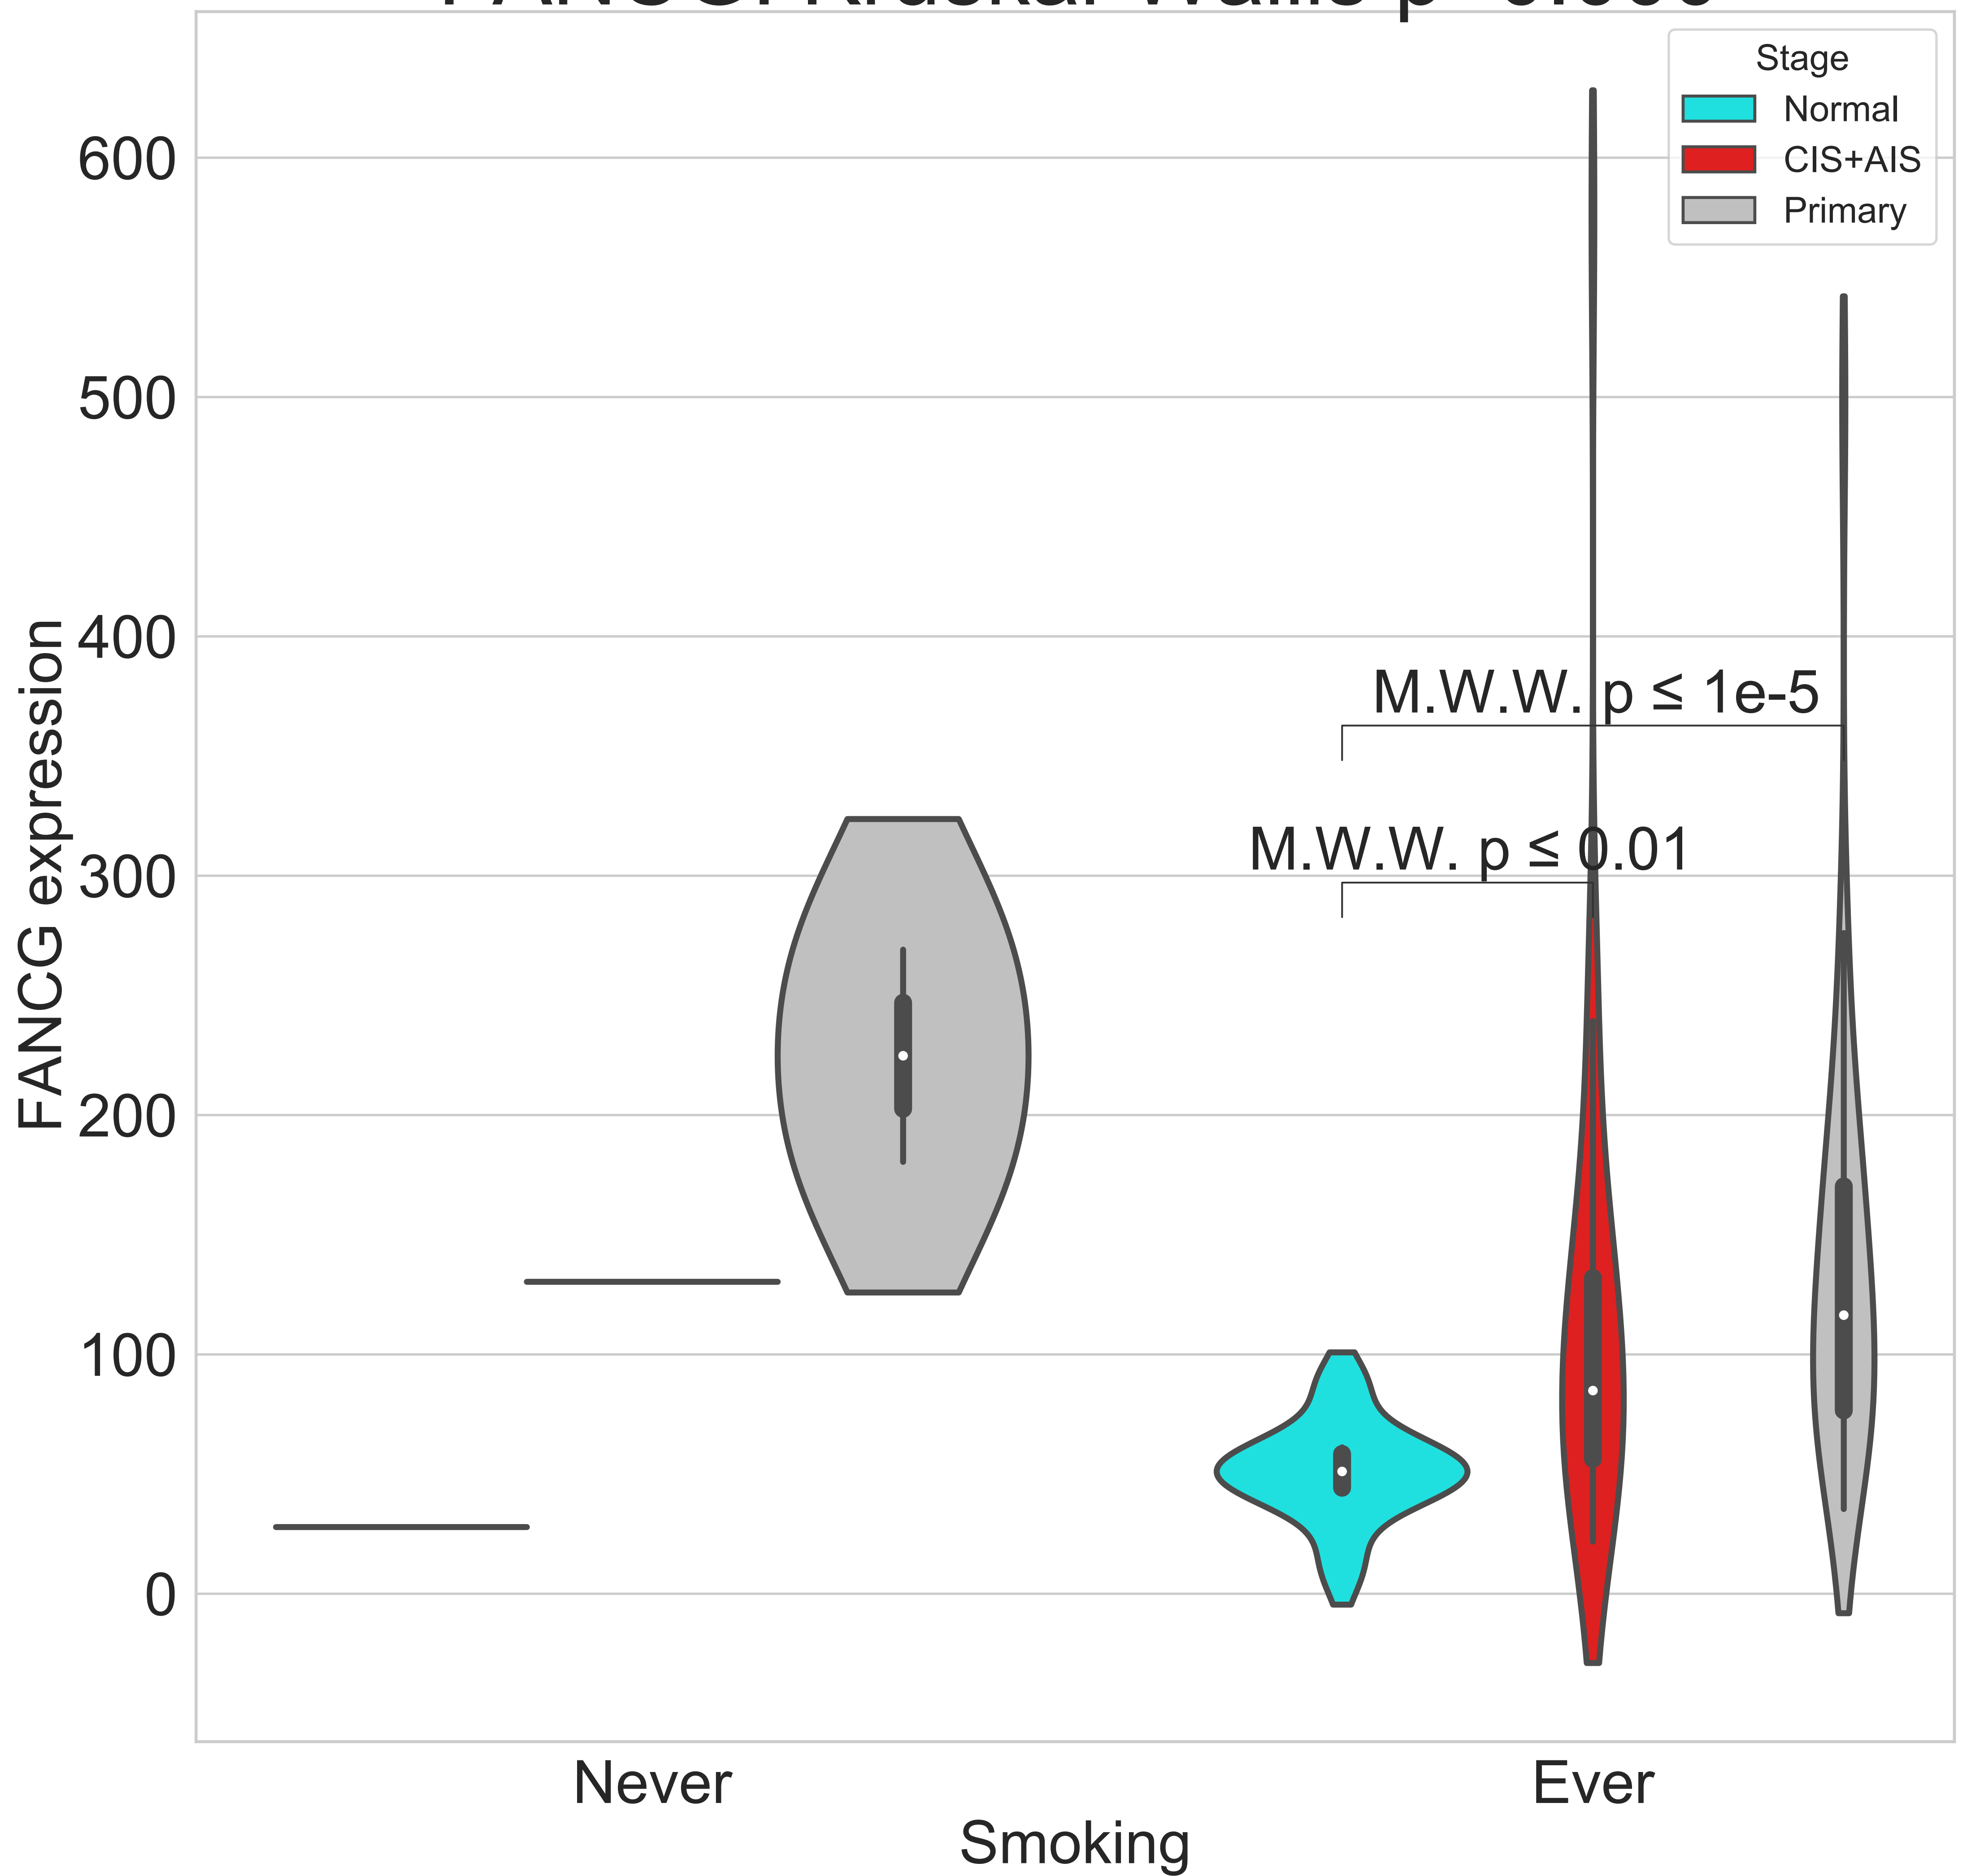 Stage
Normal
CIS+AIS
Primary
600
500
400
300
200
100
0
FANCG expression
M.W.W. p ≤ 1e-5
M.W.W. p ≤ 0.01
Never
Ever
Smoking